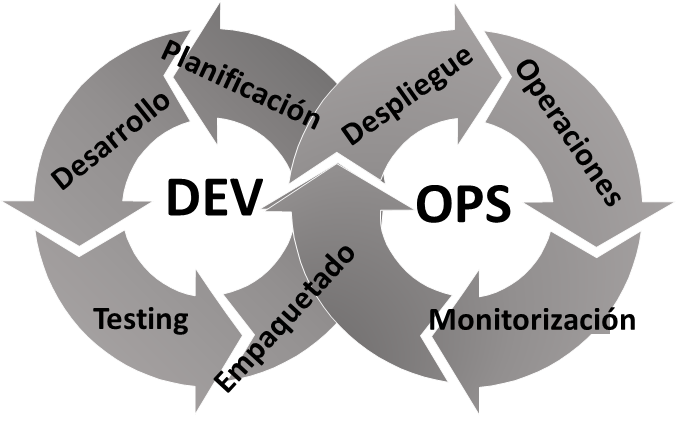 Planificación
Desarrollo
Testing
Empaquetado
DEV
Despliegue
Operaciones
Monitorización
OPS